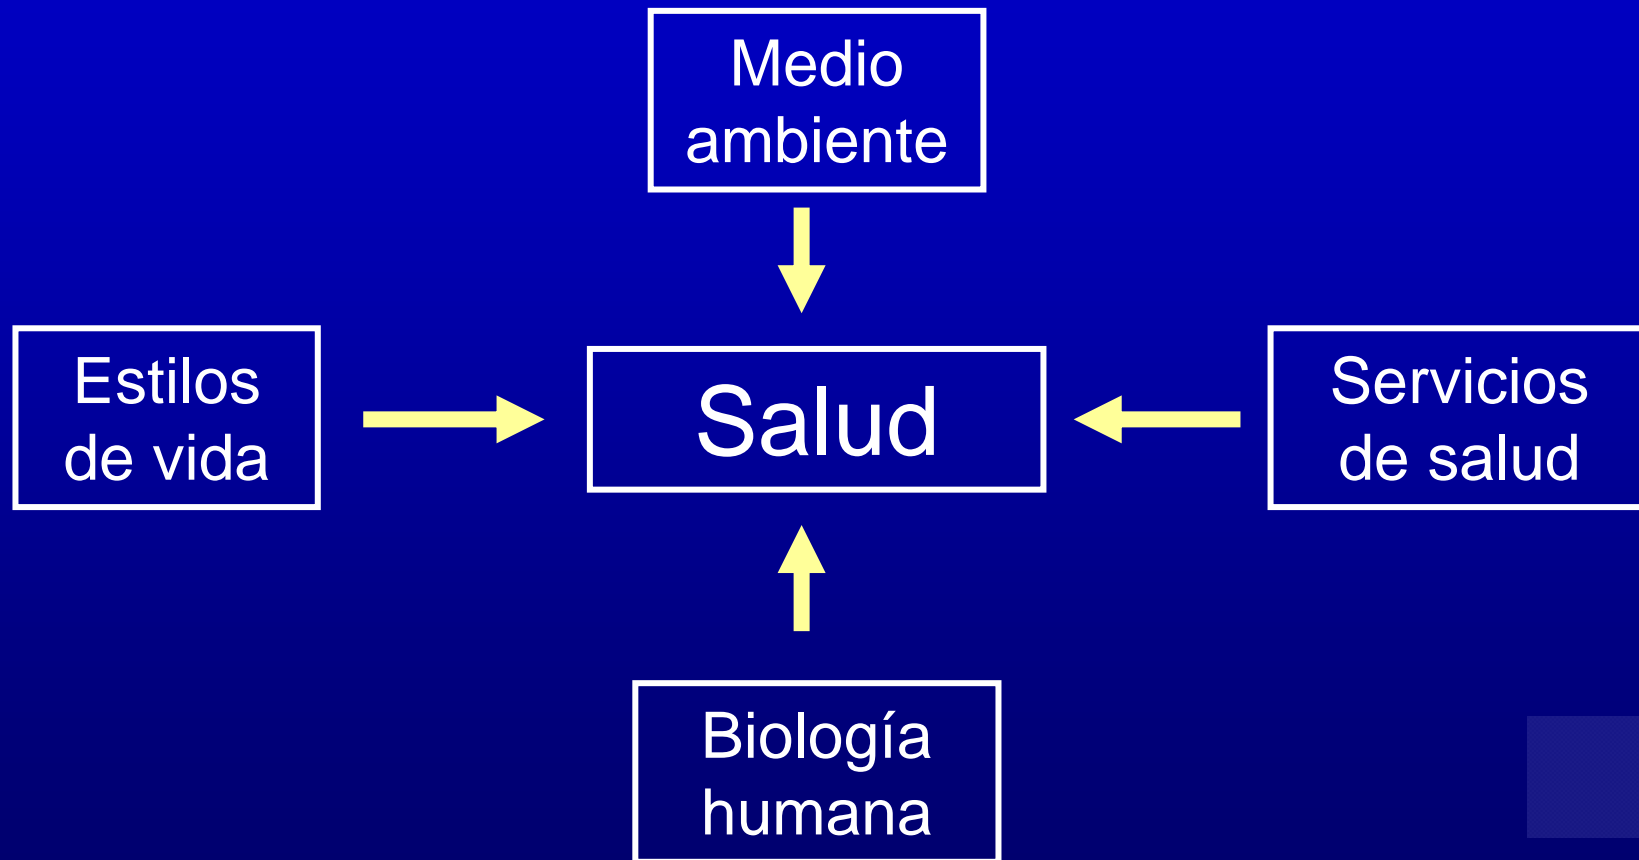 Medio
ambiente
Estilos
de vida
Salud
Servicios
de salud
Biología
humana